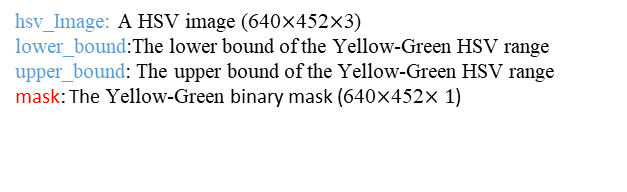 hsv_Image: A HSV image (640×452×3)
lower_bound:The lower bound of the Yellow-Green HSV range
upper_bound: The upper bound of the Yellow-Green HSV range
mask: The Yellow-Green binary mask (640×452× 1)